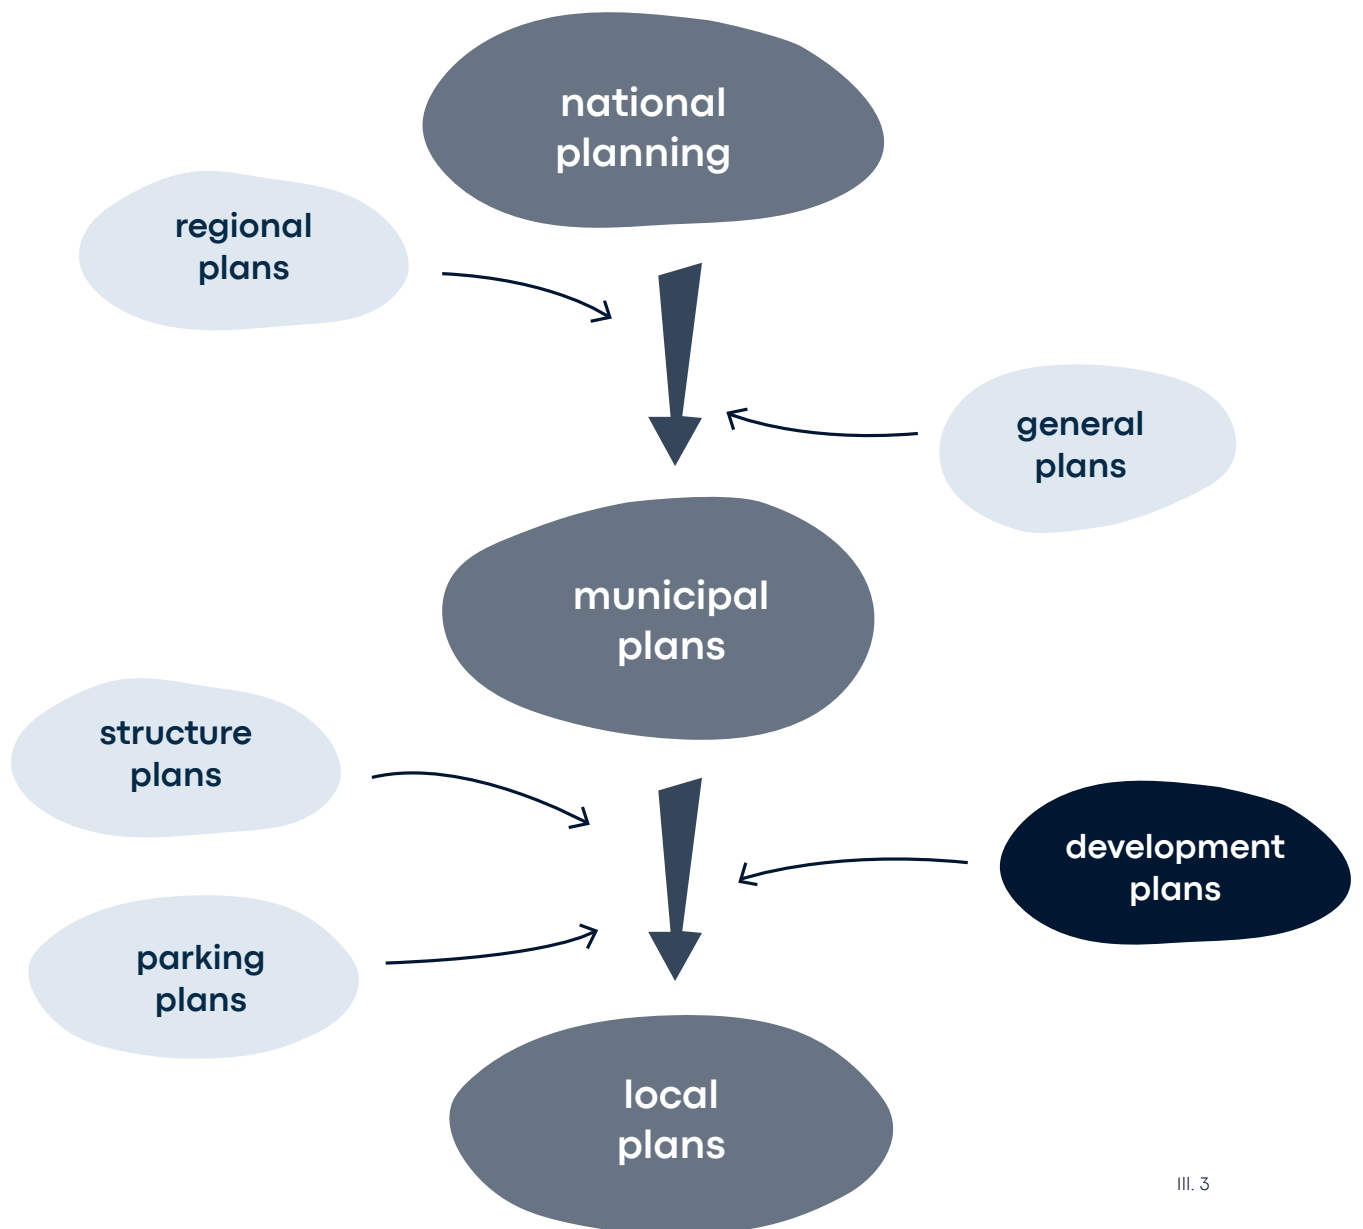 national
planning
regional
plans
general
plans
municipal
plans
structure
plans
development
plans
parking
plans
local
plans
Ill. 3